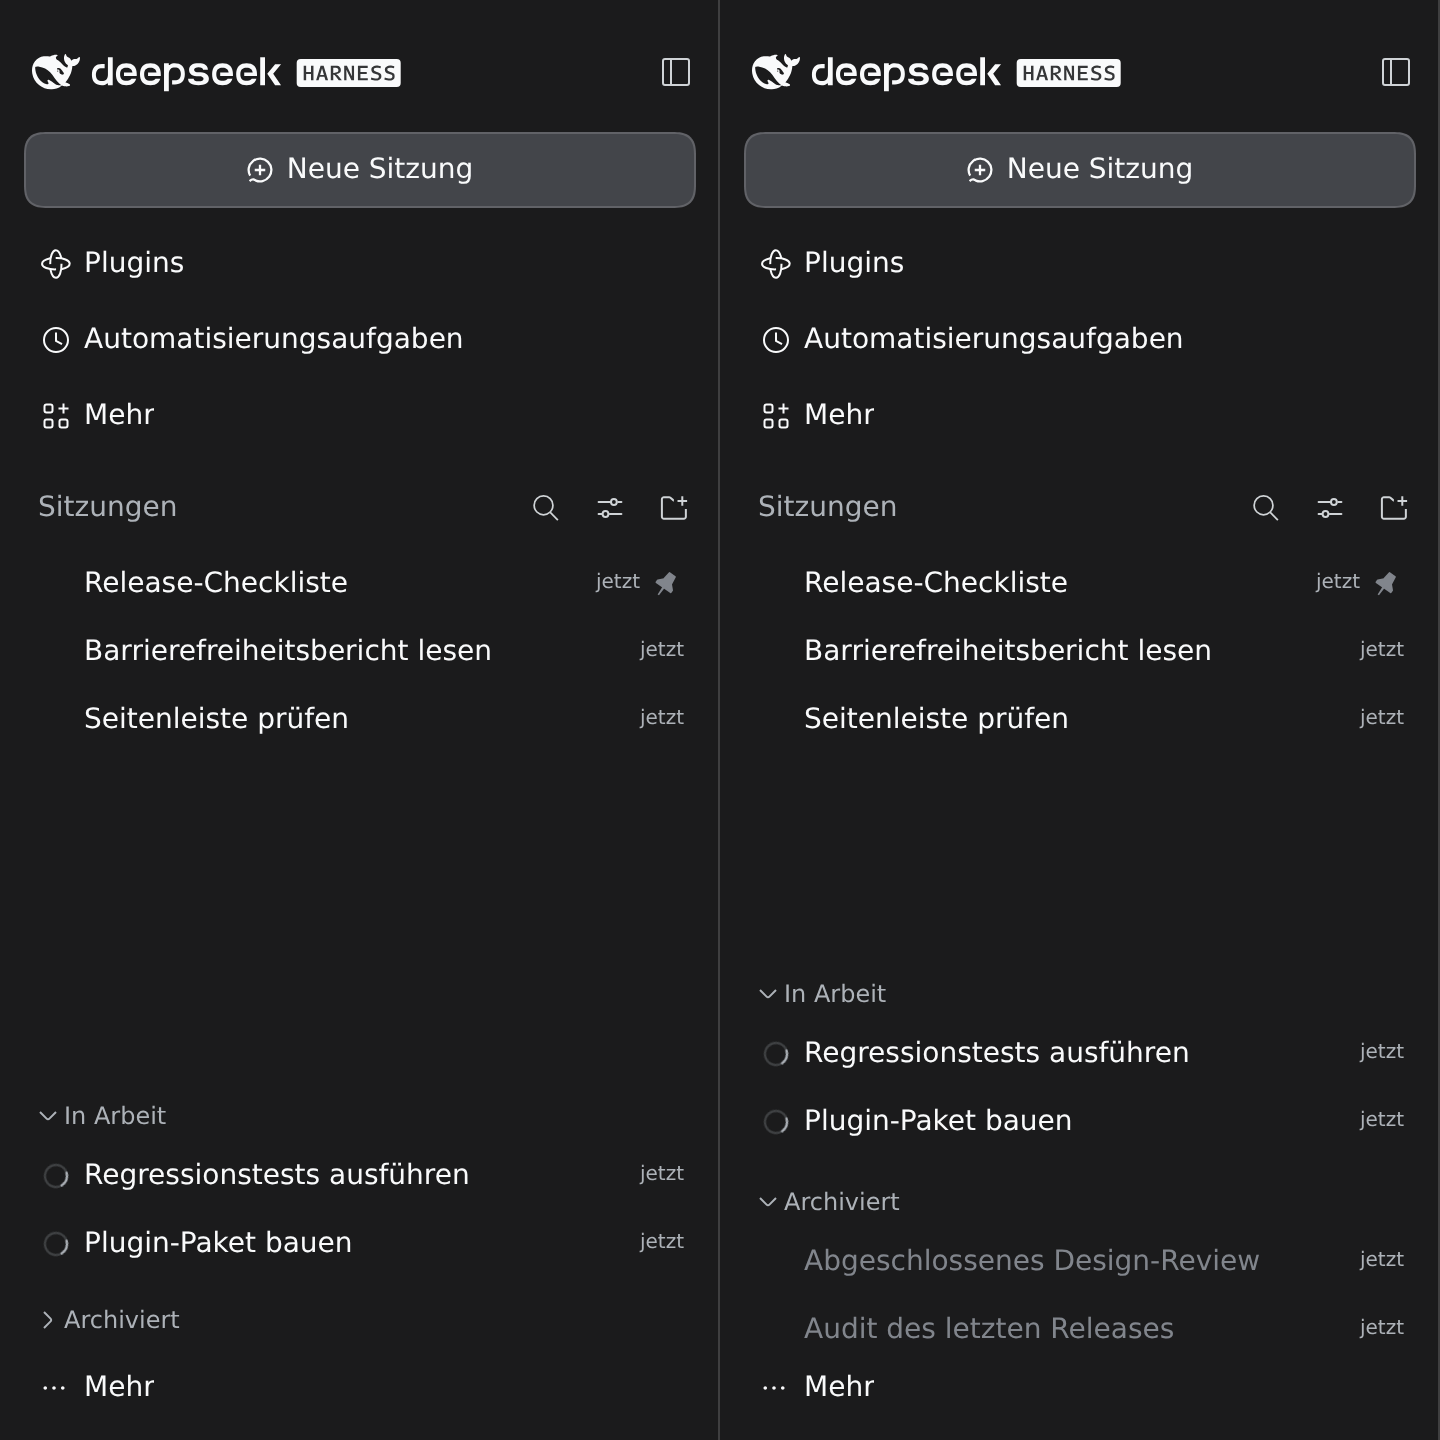 deepseek HARNESS
Neue Sitzung
Plugins
Automatisierungsaufgaben
Mehr
Sitzungen
Release-Checkliste jetzt
Barrierefreiheitsbericht lesen jetzt
Seitenleiste prüfen jetzt
In Arbeit
Regressionstests ausführen jetzt
Plugin-Paket bauen jetzt
Archiviert
Mehr
deepseek HARNESS
Neue Sitzung
Plugins
Automatisierungsaufgaben
Mehr
Sitzungen
Release-Checkliste jetzt
Barrierefreiheitsbericht lesen jetzt
Seitenleiste prüfen jetzt
In Arbeit
Regressionstests ausführen jetzt
Plugin-Paket bauen jetzt
Archiviert
Abgeschlossenes Design-Review jetzt
Audit des letzten Releases jetzt
Mehr